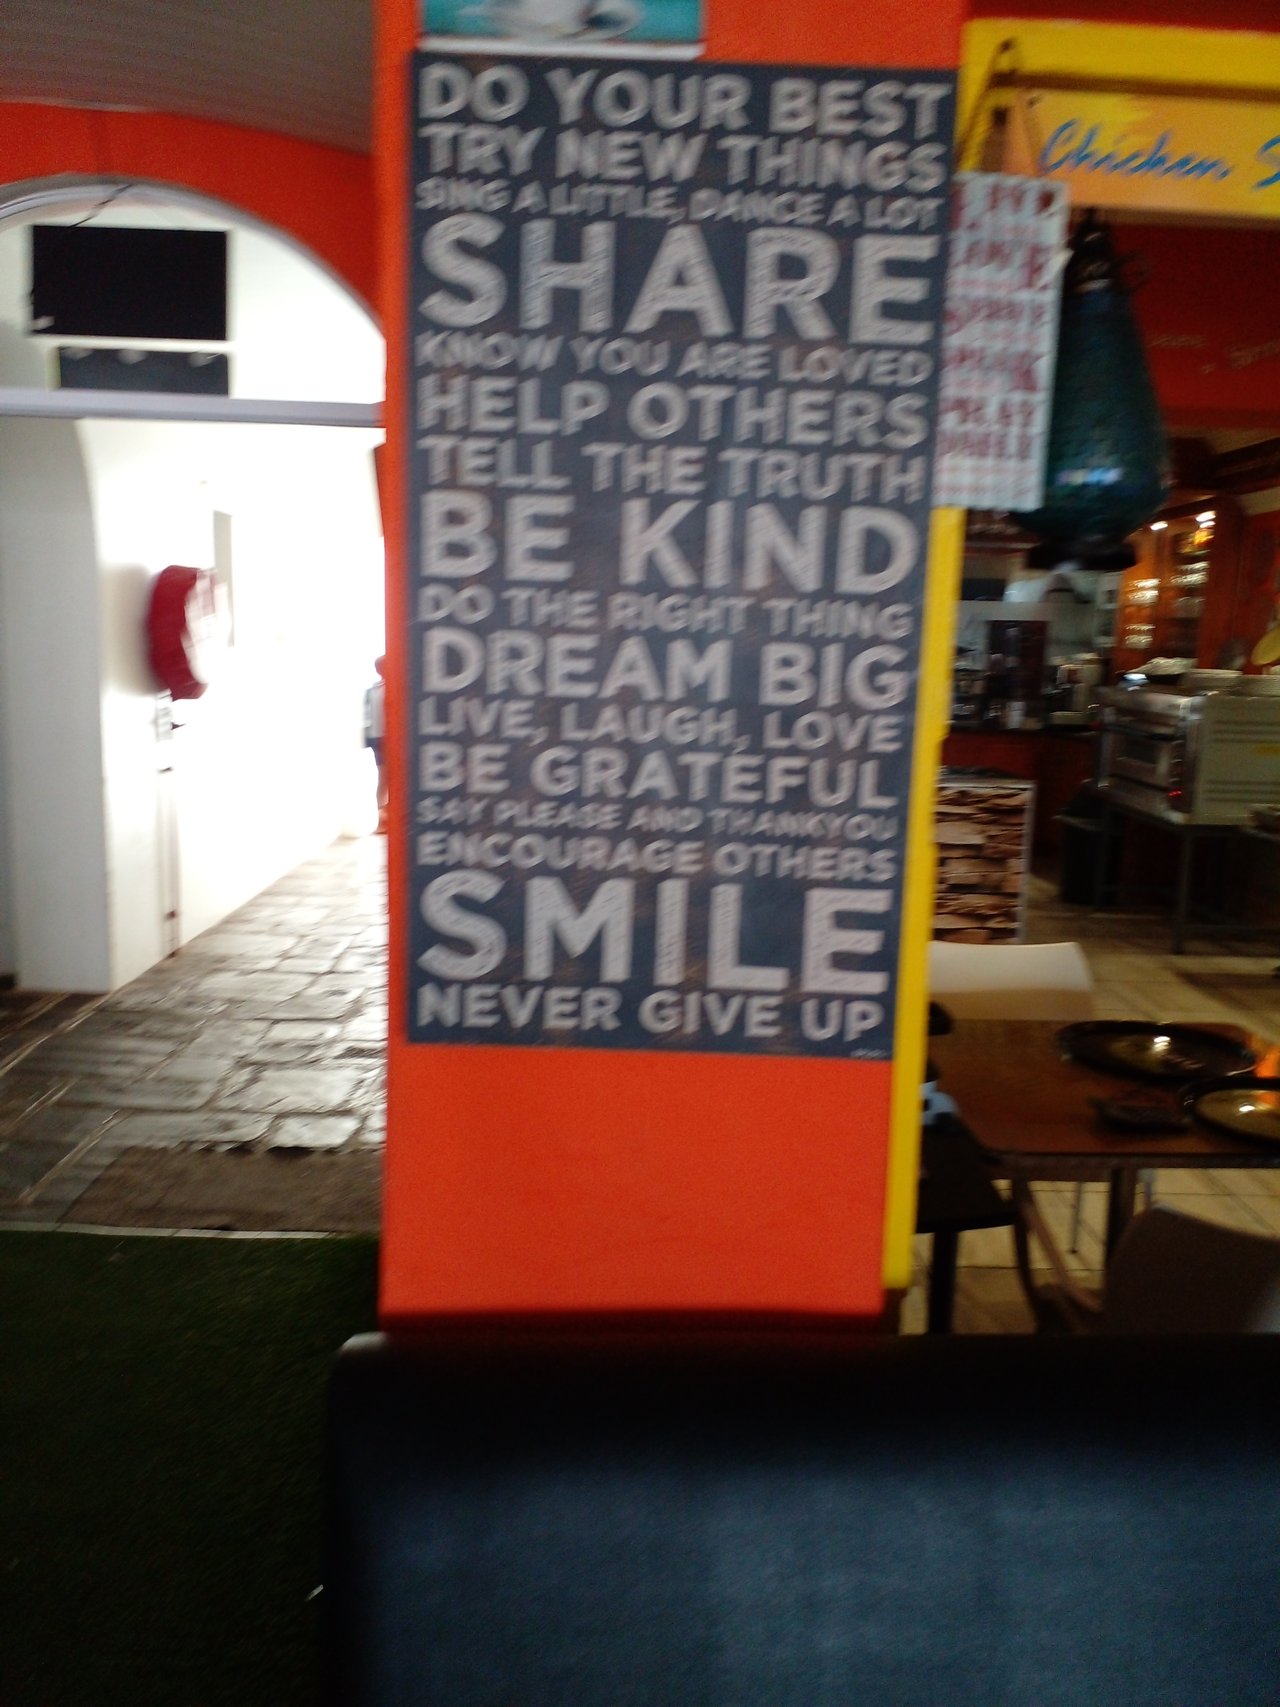 DO YOUR BEST
TRY NEW THINGS
SING A LITTLE, DANCE A LOT
SHARE
KNOW YOU ARE LOVED
HELP OTHERS
TELL THE TRUTH
BE KIND
DO THE RIGHT THING
DREAM BIG
LIVE, LAUGH, LOVE
BE GRATEFUL
SAY PLEASE AND THANKYOU
ENCOURAGE OTHERS
SMILE
NEVER GIVE UP
Chicken